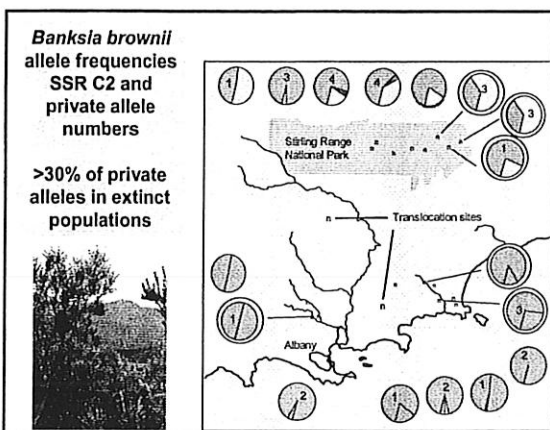 Banksia brownii
allele frequencies
SSR C2 and
private allele
numbers
>30% of private
alleles in extinct
populations
1
3
4
4
3
3
1
Stirling Range
National Park
n
Translocation sites
n
1
3
Albany
2
1
2
1
2